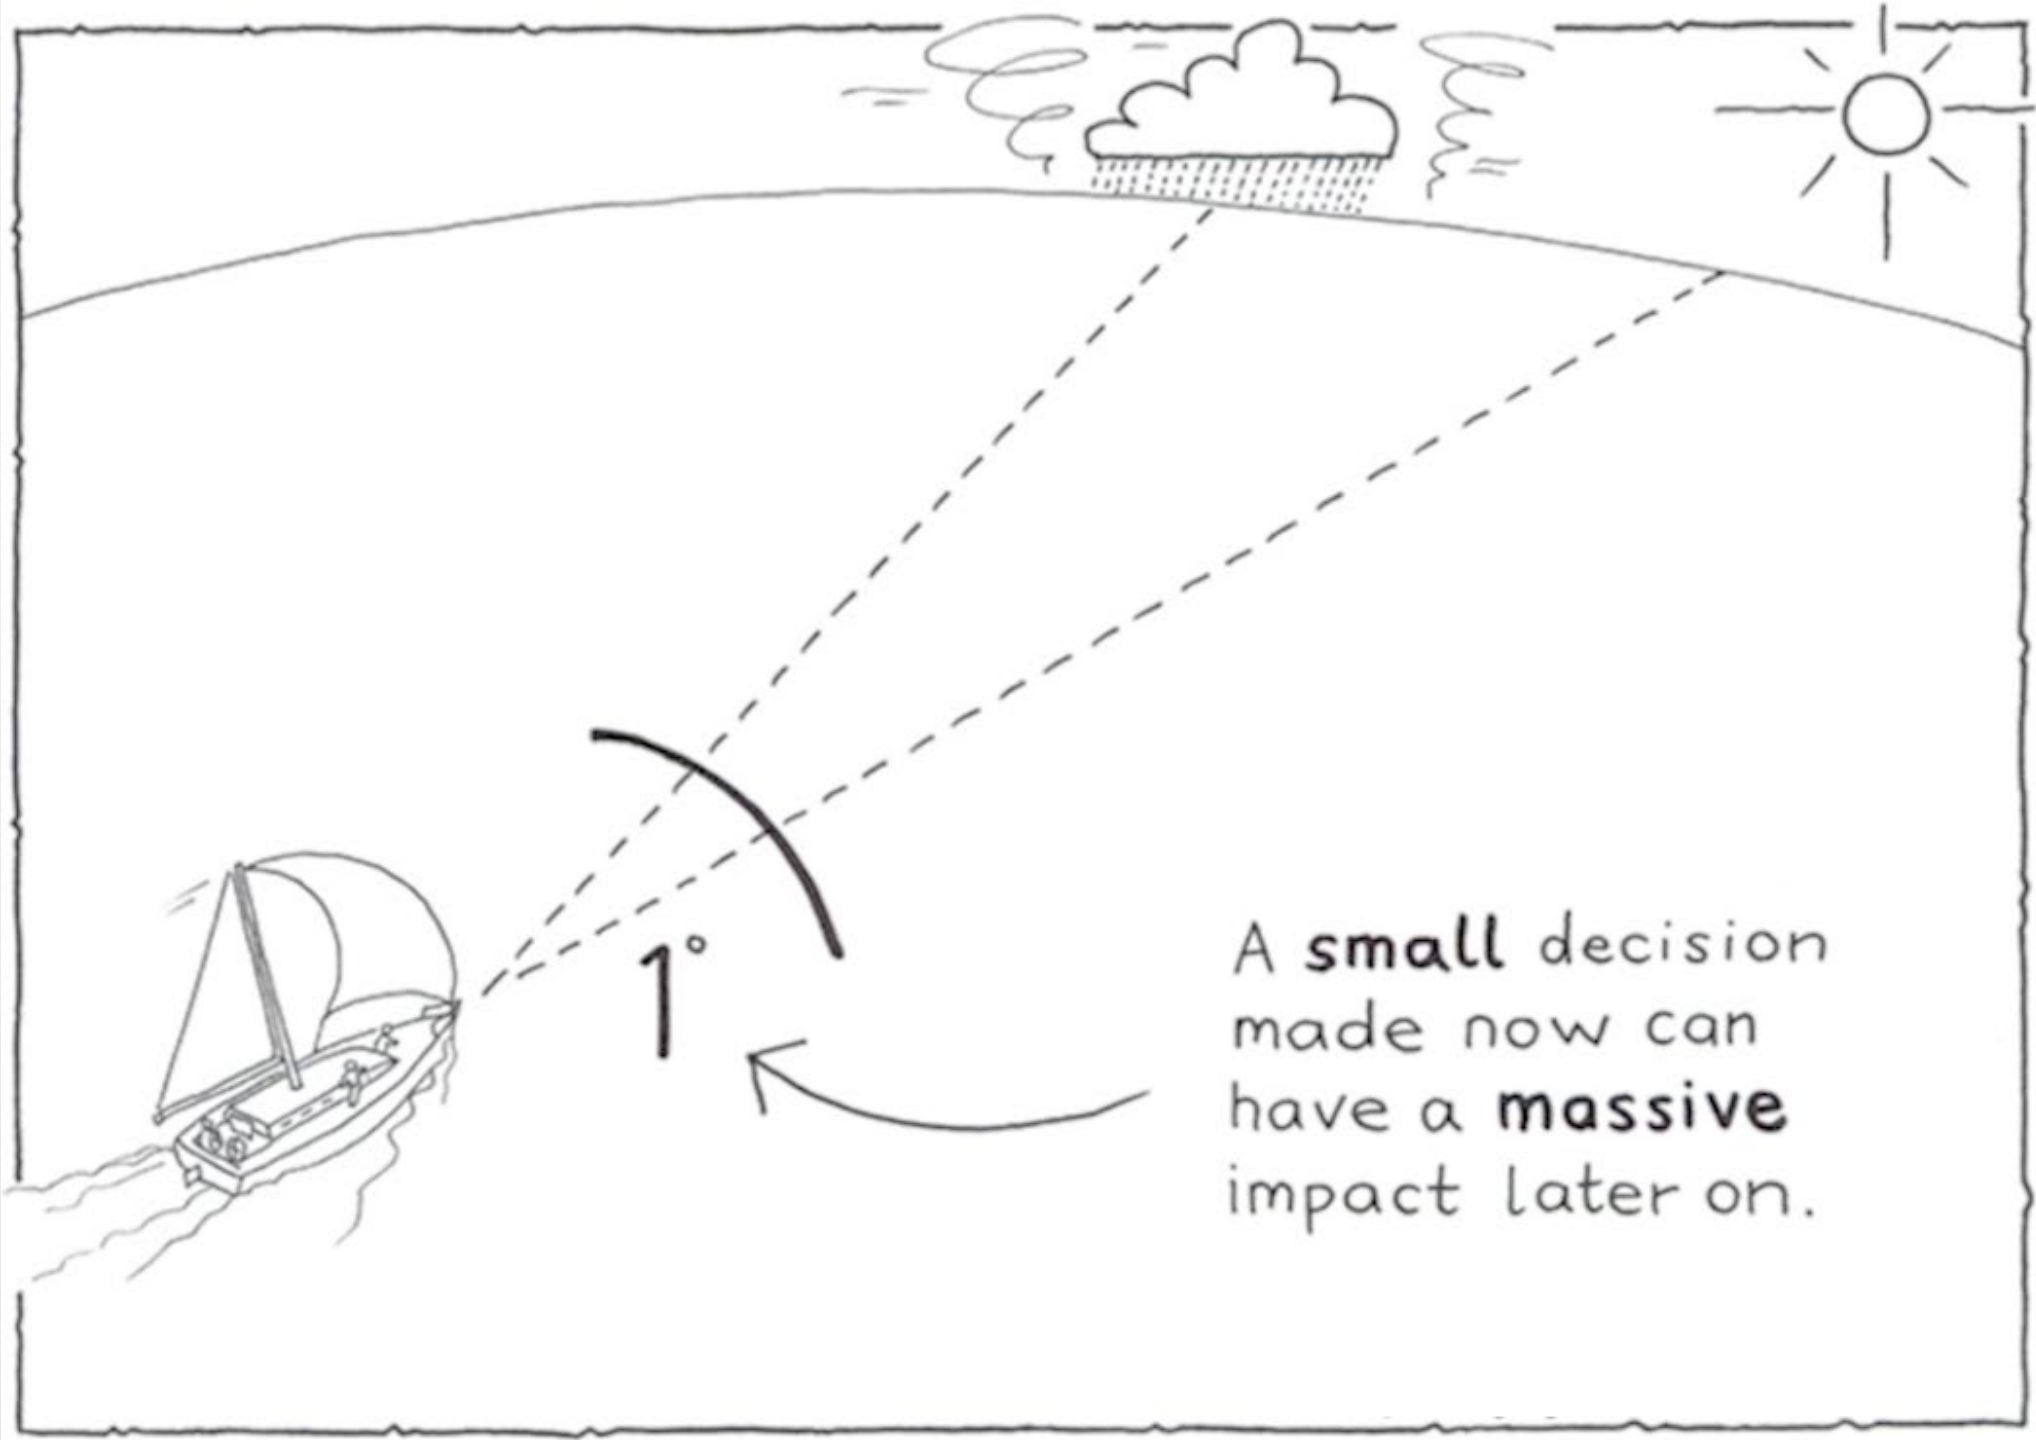 1°
A small decision
made now can
have a massive
impact later on.